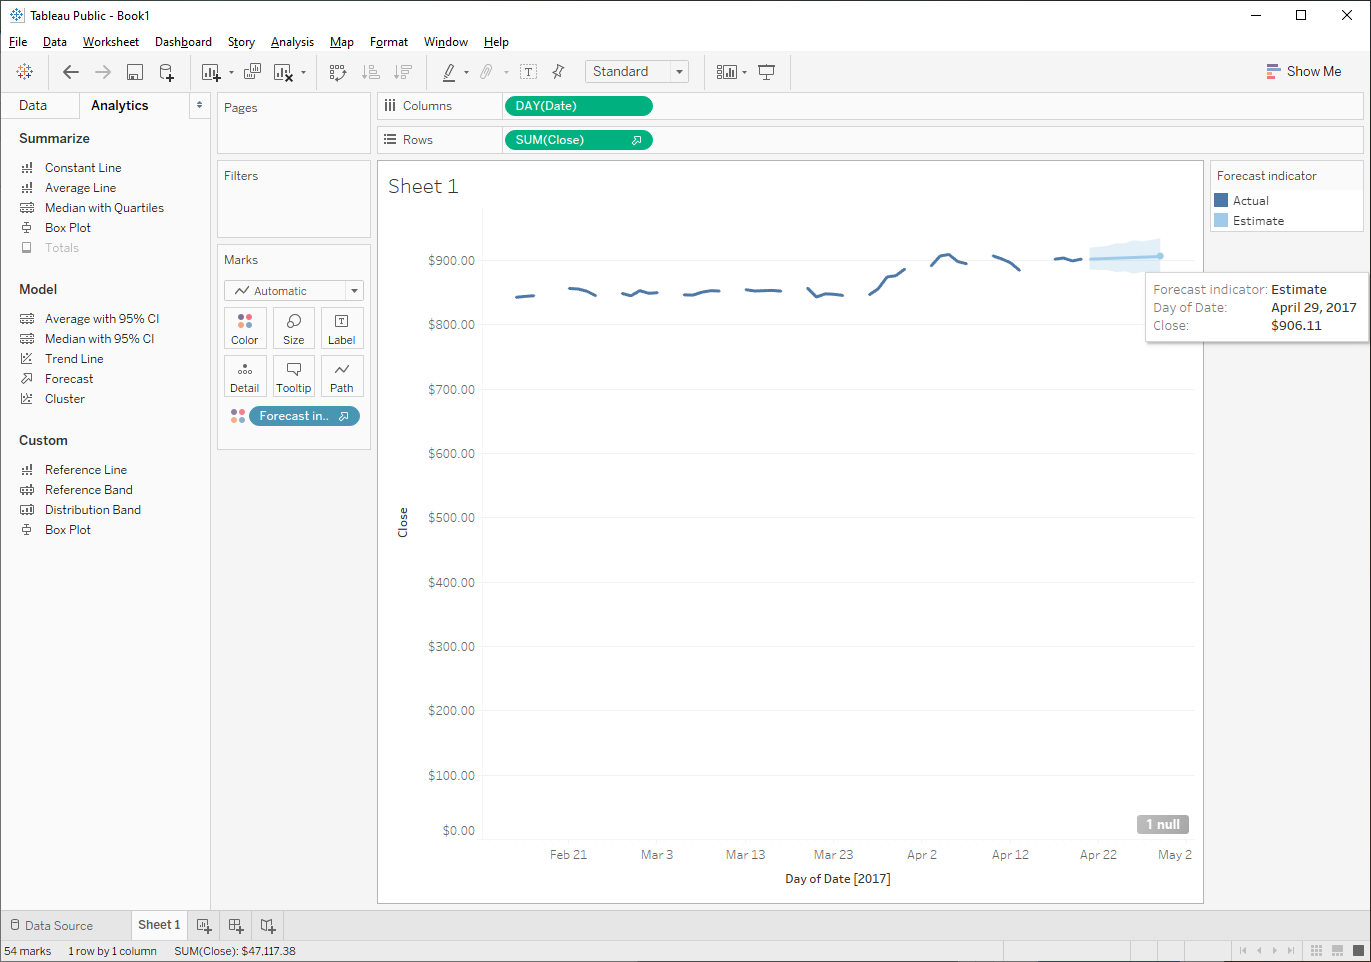 Tableau Public - Book1
File Data Worksheet Dashboard Story Analysis Map Format Window Help
Standard
Show Me
Data Analytics
Summarize
Constant Line
Average Line
Median with Quartiles
Box Plot
Totals
Model
Average with 95% CI
Median with 95% CI
Trend Line
Forecast
Cluster
Custom
Reference Line
Reference Band
Distribution Band
Box Plot
Pages
Filters
Marks
Automatic
Color Size Label
Detail Tooltip Path
Forecast in..
Columns DAY(Date)
Rows SUM(Close)
Sheet 1
$900.00
$800.00
$700.00
$600.00
$500.00
$400.00
$300.00
$200.00
$100.00
$0.00
Close
1 null
Feb 21 Mar 3 Mar 13 Mar 23 Apr 2 Apr 12 Apr 22 May 2
Day of Date [2017]
Forecast indicator
Actual
Estimate
Forecast indicator: Estimate
Day of Date: April 29, 2017
Close: $906.11
Data Source Sheet 1
54 marks 1 row by 1 column SUM(Close): $47,117.38